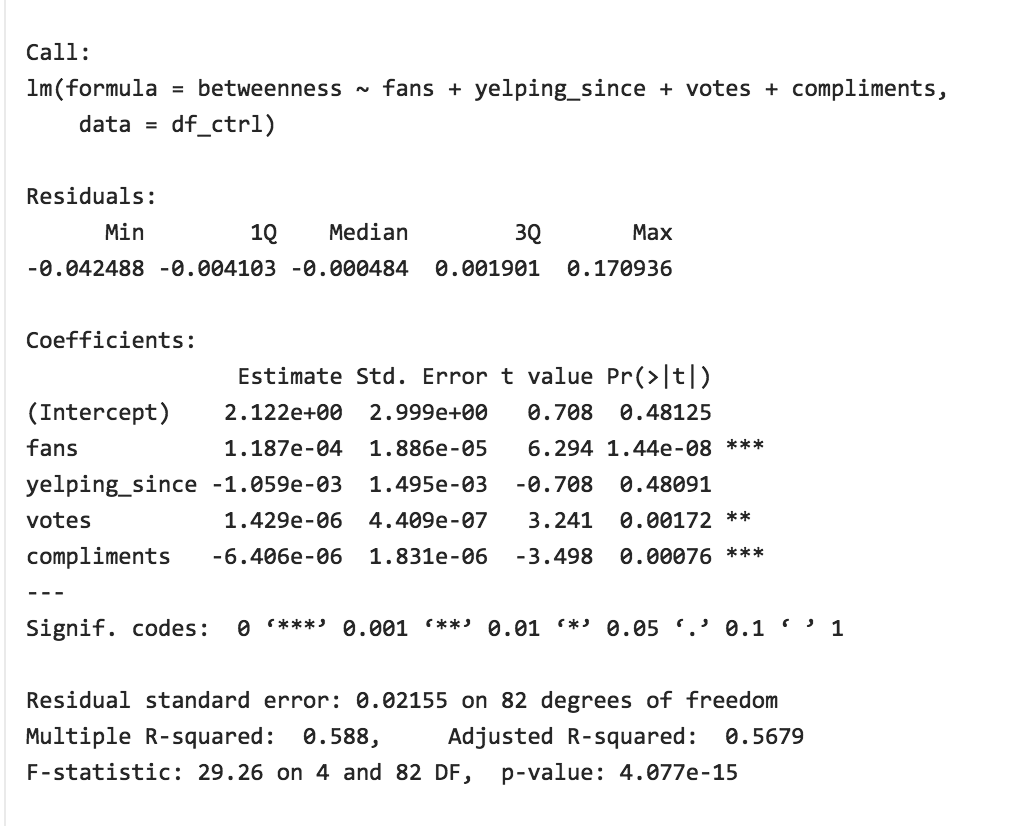 Call:
lm(formula = betweenness ~ fans + yelping_since + votes + compliments,
    data = df_ctrl)

Residuals:
      Min        1Q    Median        3Q       Max
-0.042488 -0.004103 -0.000484  0.001901  0.170936

Coefficients:
                Estimate Std. Error t value Pr(>|t|)
(Intercept)    2.122e+00  2.999e+00   0.708  0.48125
fans           1.187e-04  1.886e-05   6.294 1.44e-08 ***
yelping_since -1.059e-03  1.495e-03  -0.708  0.48091
votes          1.429e-06  4.409e-07   3.241  0.00172 **
compliments   -6.406e-06  1.831e-06  -3.498  0.00076 ***
---
Signif. codes:  0 ‘***’ 0.001 ‘**’ 0.01 ‘*’ 0.05 ‘.’ 0.1 ‘ ’ 1

Residual standard error: 0.02155 on 82 degrees of freedom
Multiple R-squared:  0.588,     Adjusted R-squared:  0.5679
F-statistic: 29.26 on 4 and 82 DF,  p-value: 4.077e-15